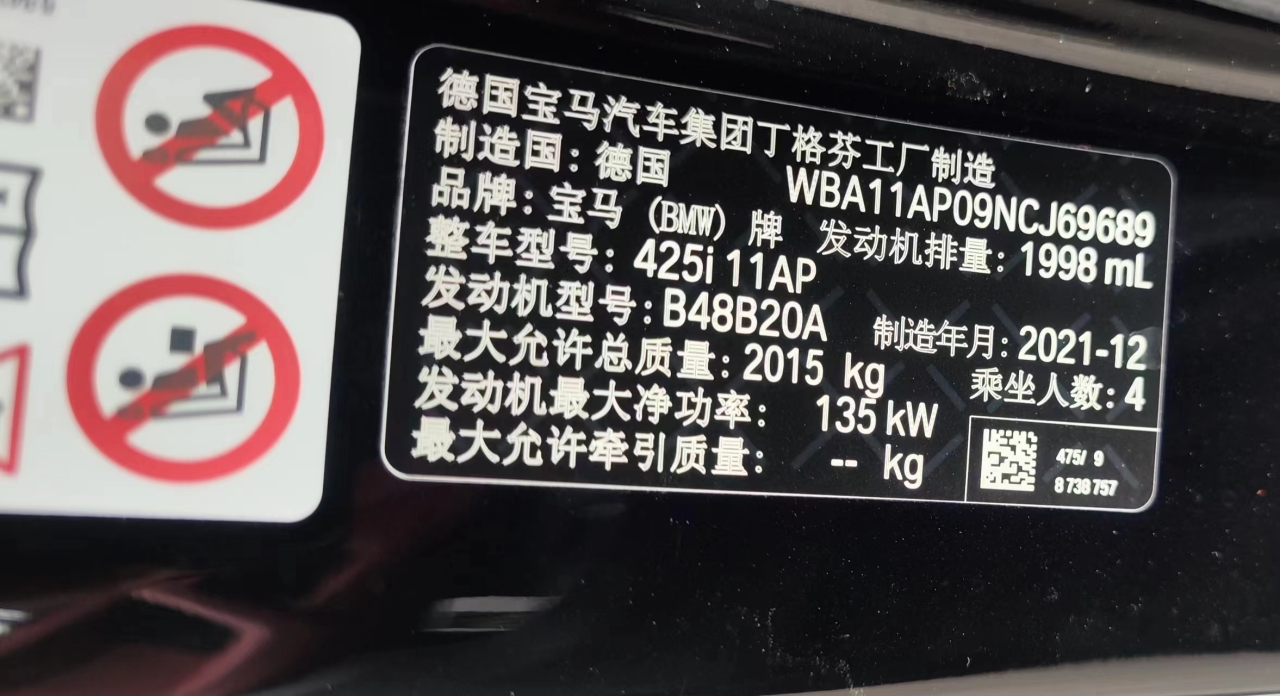 德国宝马汽车集团丁格芬工厂制造
制造国：德国 WBA11AP09NCJ69689
品牌：宝马 (BMW) 牌 发动机排量：1998 mL
整车型号：425i 11AP
发动机型号：B48B20A 制造年月：2021-12
最大允许总质量：2015 kg 乘坐人数：4
发动机最大净功率： 135 kW
最大允许牵引质量： -- kg
475/ 9
8 738 757